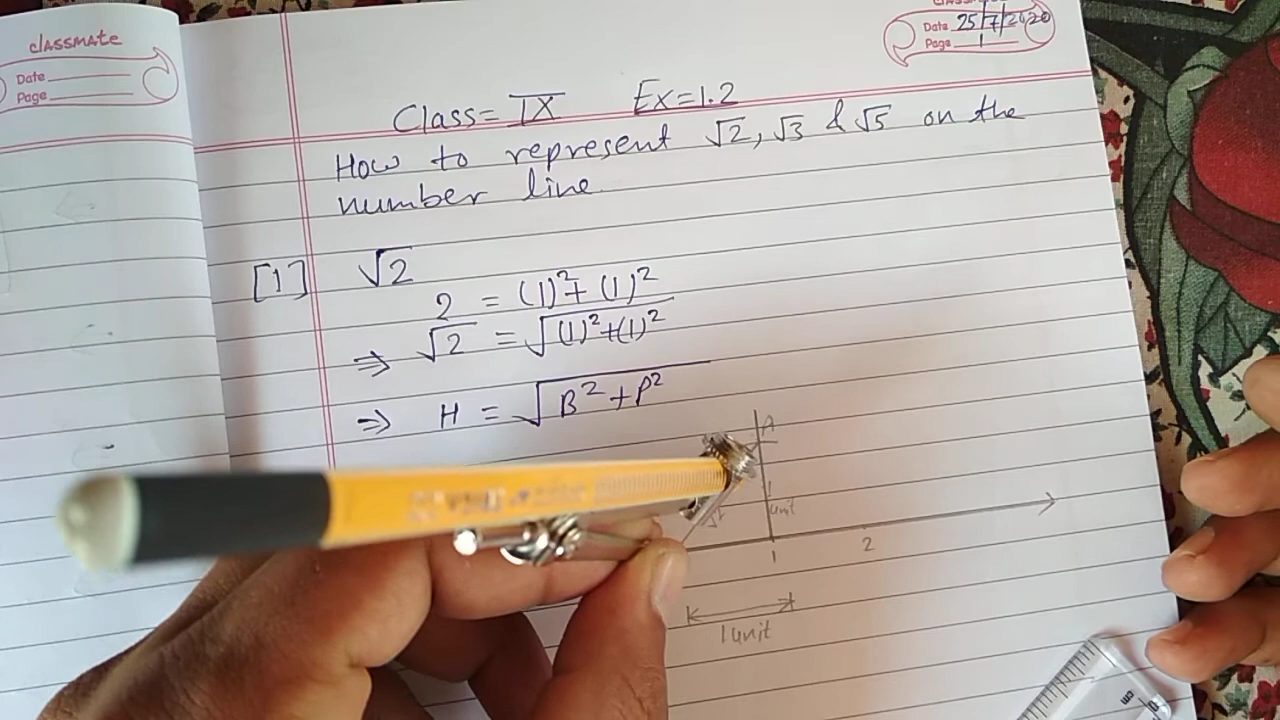 classmate
Date
Page
Date 25/7/2020
Page 1
Class = IX Ex = 1.2
How to represent √2, √3 & √5 on the
number line.
[1] √2
2 = (1)²+ (1)²
⇒ √2 = √(1)²+(1)²
⇒ H = √B²+P²
A
1
unit
1 2
1 unit
cm